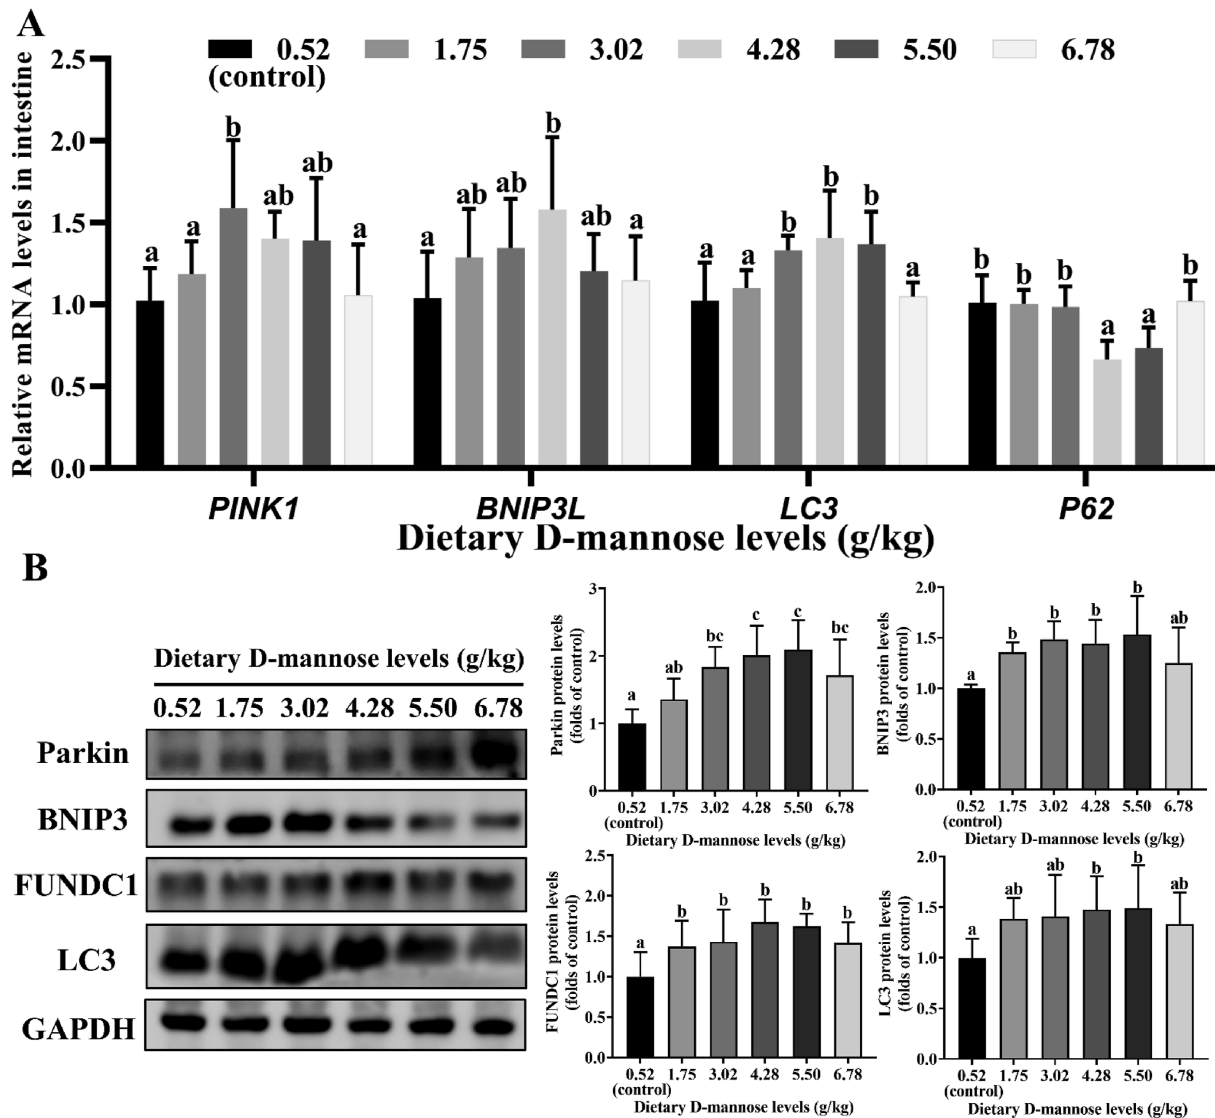 A
0.52 1.75 3.02 4.28 5.50 6.78
(control)
Relative mRNA levels in intestine
2.5
2.0
1.5
1.0
0.5
0.0
a a b ab ab a
a ab ab b ab a
a a b b b a
b b b a a b
PINK1 BNIP3L LC3 P62
Dietary D-mannose levels (g/kg)
B
Dietary D-mannose levels (g/kg)
0.52 1.75 3.02 4.28 5.50 6.78
Parkin
BNIP3
FUNDC1
LC3
GAPDH
Parkin protein levels
(folds of control)
3
2
1
0
a ab bc c c bc
0.52 1.75 3.02 4.28 5.50 6.78
(control)
Dietary D-mannose levels (g/kg)
BNIP3 protein levels
(folds of control)
2.0
1.5
1.0
0.5
0.0
a b b b b ab
0.52 1.75 3.02 4.28 5.50 6.78
(control)
Dietary D-mannose levels (g/kg)
FUNDC1 protein levels
(folds of control)
2.5
2.0
1.5
1.0
0.5
0.0
a b b b b b
0.52 1.75 3.02 4.28 5.50 6.78
(control)
Dietary D-mannose levels (g/kg)
LC3 protein levels
(folds of control)
2.0
1.5
1.0
0.5
0.0
a ab ab b b ab
0.52 1.75 3.02 4.28 5.50 6.78
(control)
Dietary D-mannose levels (g/kg)